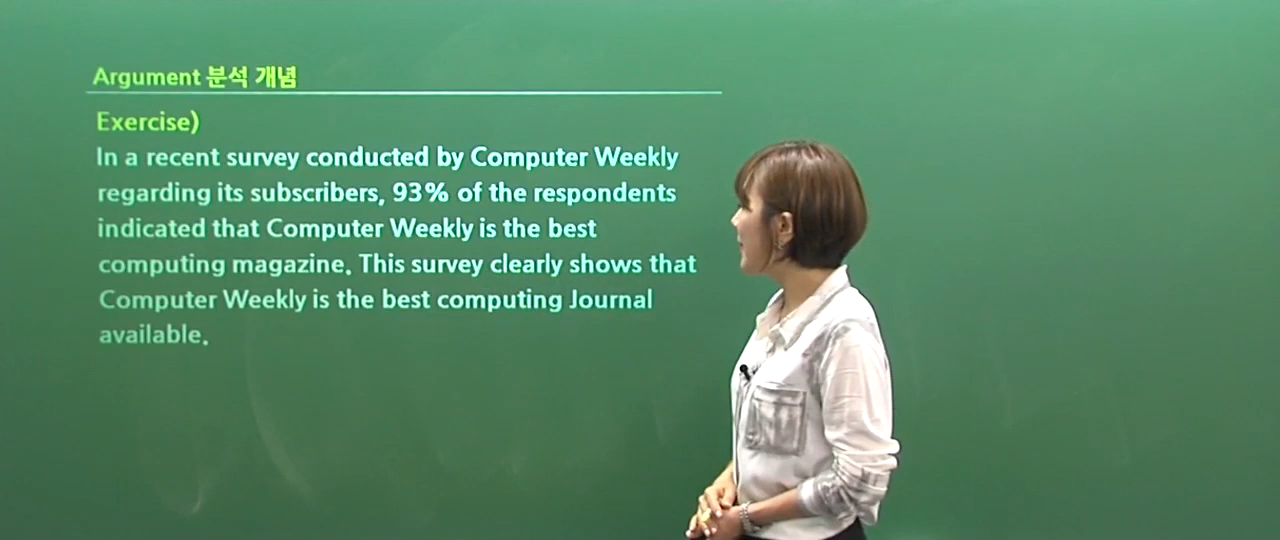 Argument 분석 개념
Exercise)
In a recent survey conducted by Computer Weekly
regarding its subscribers, 93% of the respondents
indicated that Computer Weekly is the best
computing magazine. This survey clearly shows that
Computer Weekly is the best computing Journal
available.